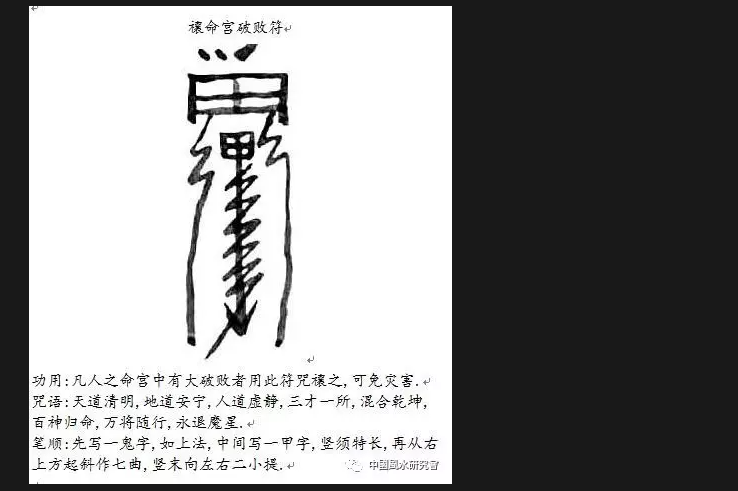 禳命宫破败符
功用:凡人之命宫中有大破败者用此符咒禳之,可免灾害.
咒语:天道清明,地道安宁,人道虚静,三才一所,混合乾坤,
百神归命,万将随行,永退魔星.
笔顺:先写一鬼字,如上法,中间写一甲字,竖须特长,再从右
上方起斜作七曲,竖末向左右二小提.
中國風水研究會